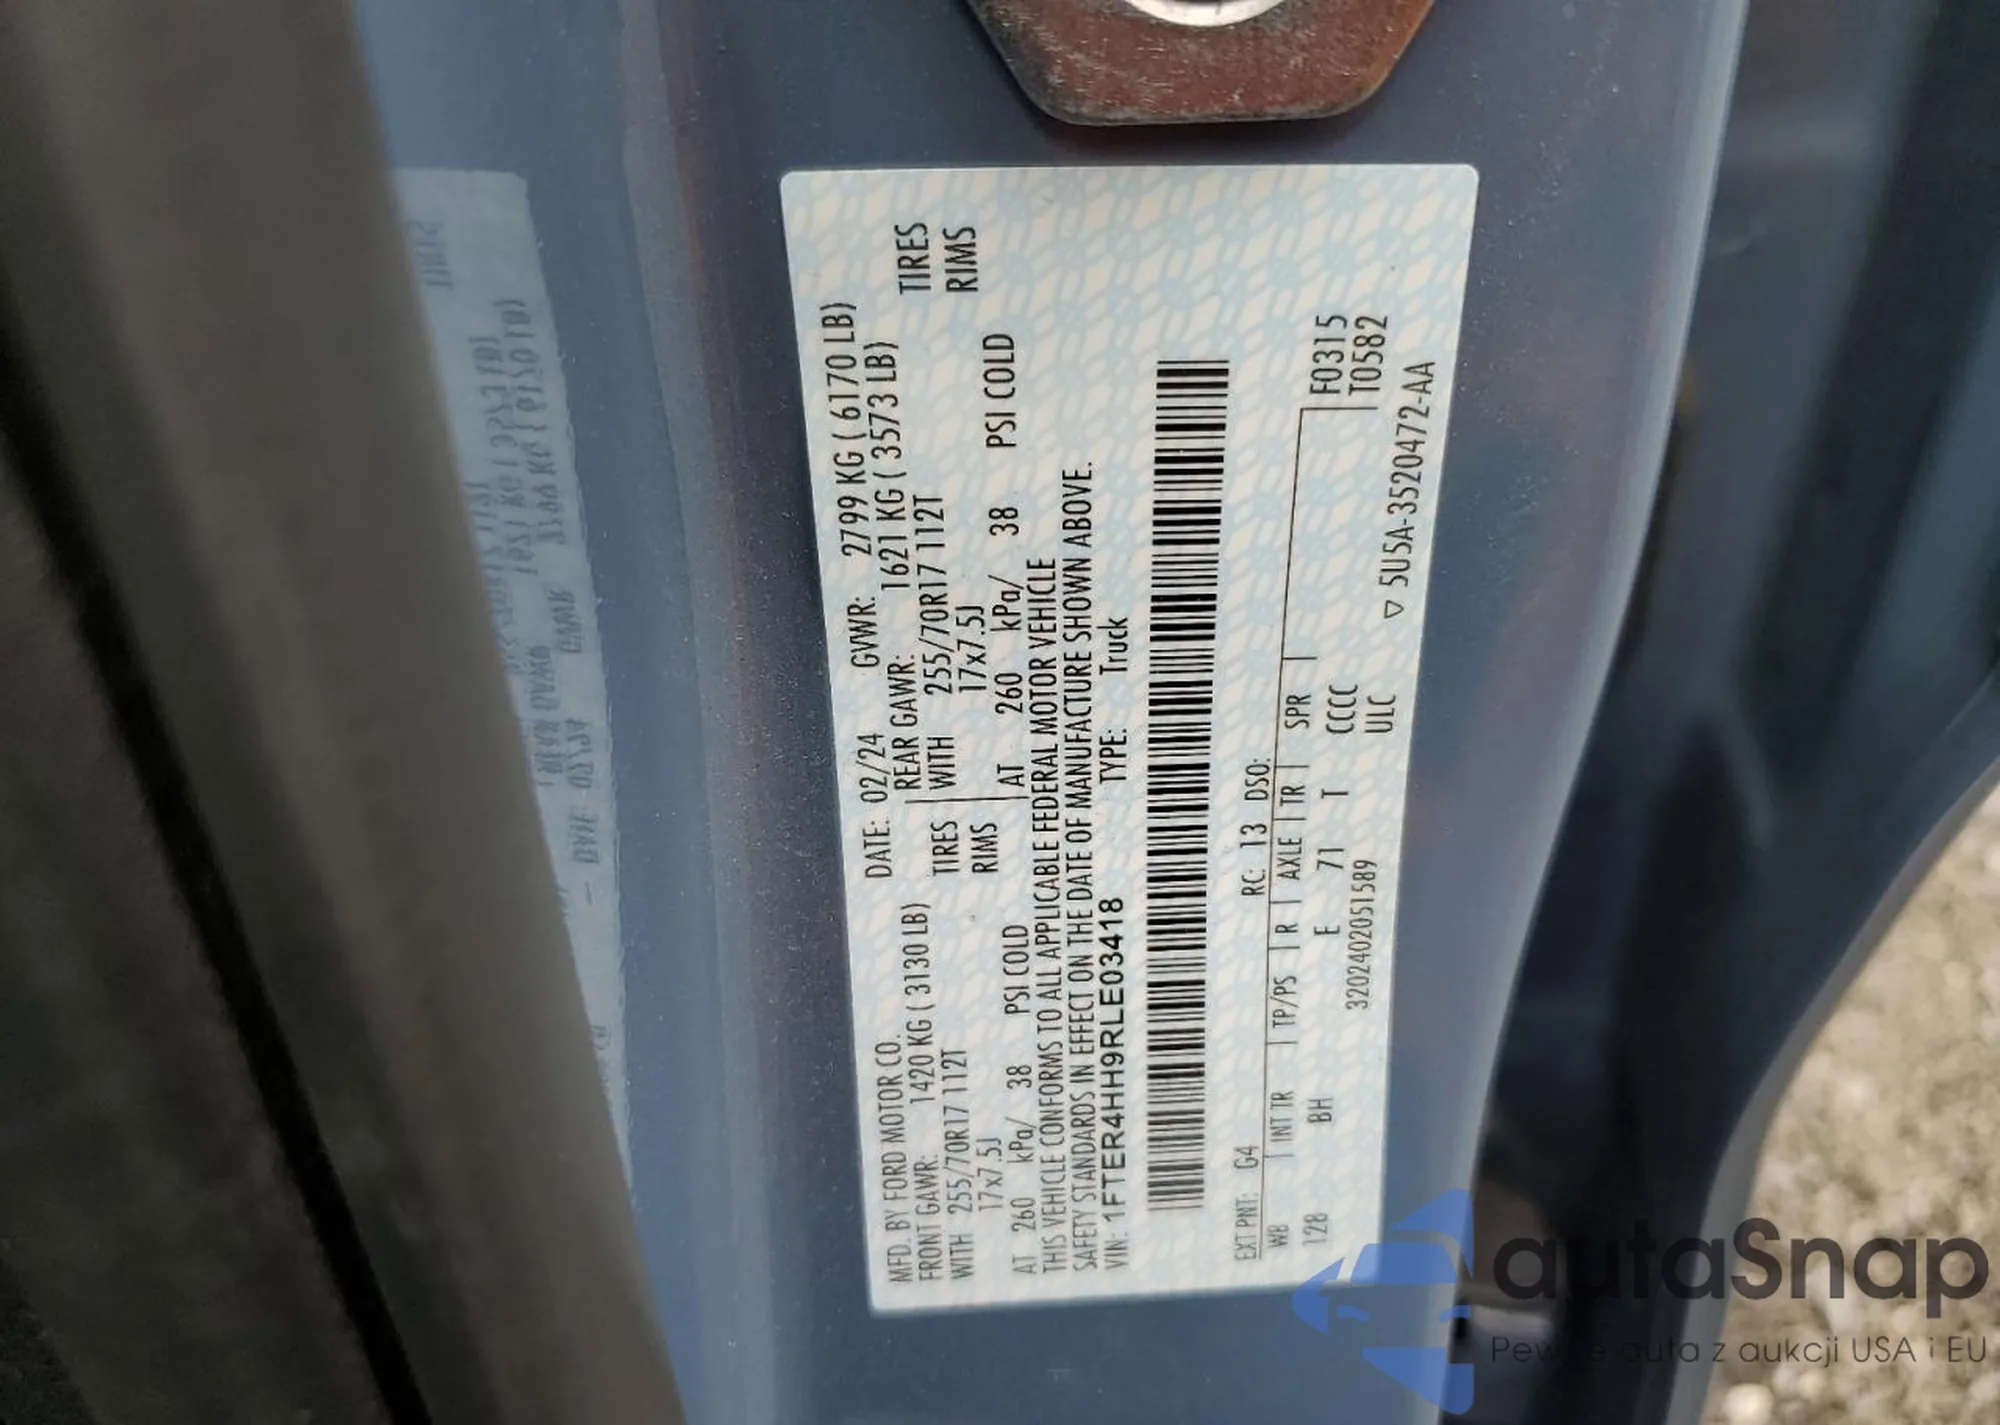 MFD. BY FORD MOTOR CO.
DATE: 02/24 GVWR: 2799 KG ( 6170 LB)
FRONT GAWR: 1420 KG ( 3130 LB)
REAR GAWR: 1621 KG ( 3573 LB)
WITH 255/70R17 112T TIRES
WITH 255/70R17 112T TIRES
17x7.5J RIMS
17x7.5J RIMS
AT 260 kPa/ 38 PSI COLD
AT 260 kPa/ 38 PSI COLD
THIS VEHICLE CONFORMS TO ALL APPLICABLE FEDERAL MOTOR VEHICLE
SAFETY STANDARDS IN EFFECT ON THE DATE OF MANUFACTURE SHOWN ABOVE.
VIN: 1FTER4HH9RLE03418 TYPE: Truck
EXT PNT: G4 RC: 13 DSO:
WB INT TR TP/PS R AXLE TR SPR F0315
128 BH E 71 T CCCC T0582
3202402051589 ULC
▽ 5U5A-3520472-AA
autaSnap
auta z aukcji USA i EU